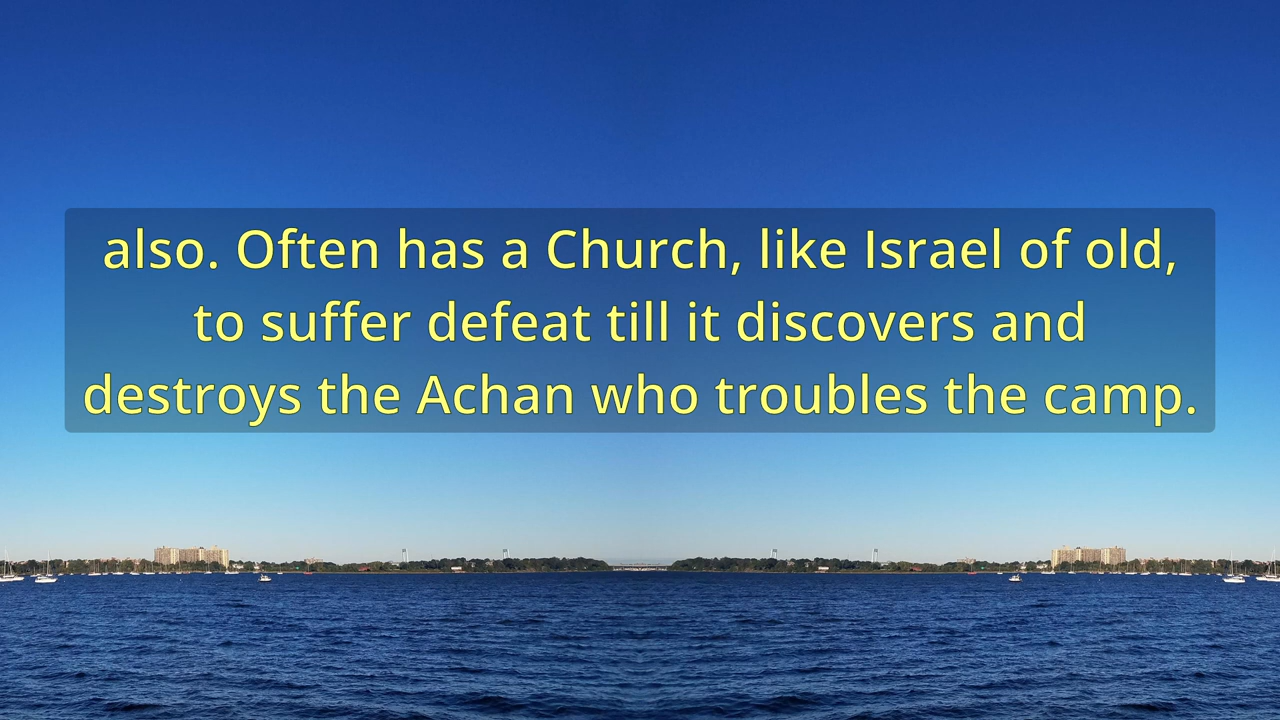 also. Often has a Church, like Israel of old,
to suffer defeat till it discovers and
destroys the Achan who troubles the camp.